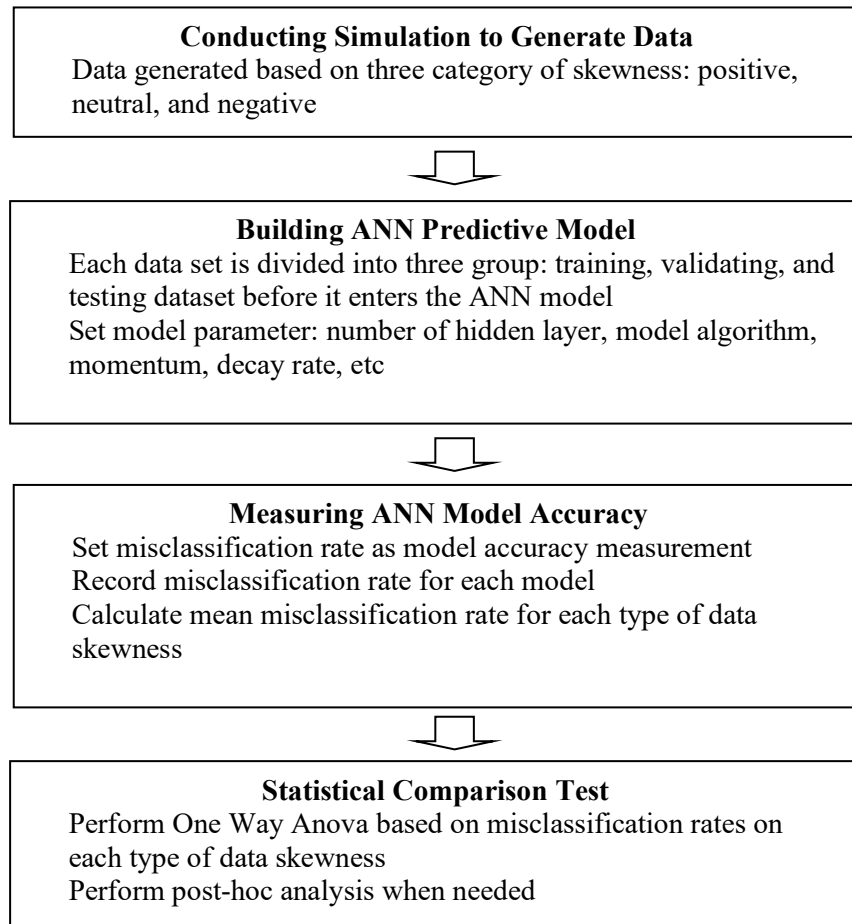 Conducting Simulation to Generate Data
Data generated based on three category of skewness: positive,
neutral, and negative
Building ANN Predictive Model
Each data set is divided into three group: training, validating, and
testing dataset before it enters the ANN model
Set model parameter: number of hidden layer, model algorithm,
momentum, decay rate, etc
Measuring ANN Model Accuracy
Set misclassification rate as model accuracy measurement
Record misclassification rate for each model
Calculate mean misclassification rate for each type of data
skewness
Statistical Comparison Test
Perform One Way Anova based on misclassification rates on
each type of data skewness
Perform post-hoc analysis when needed